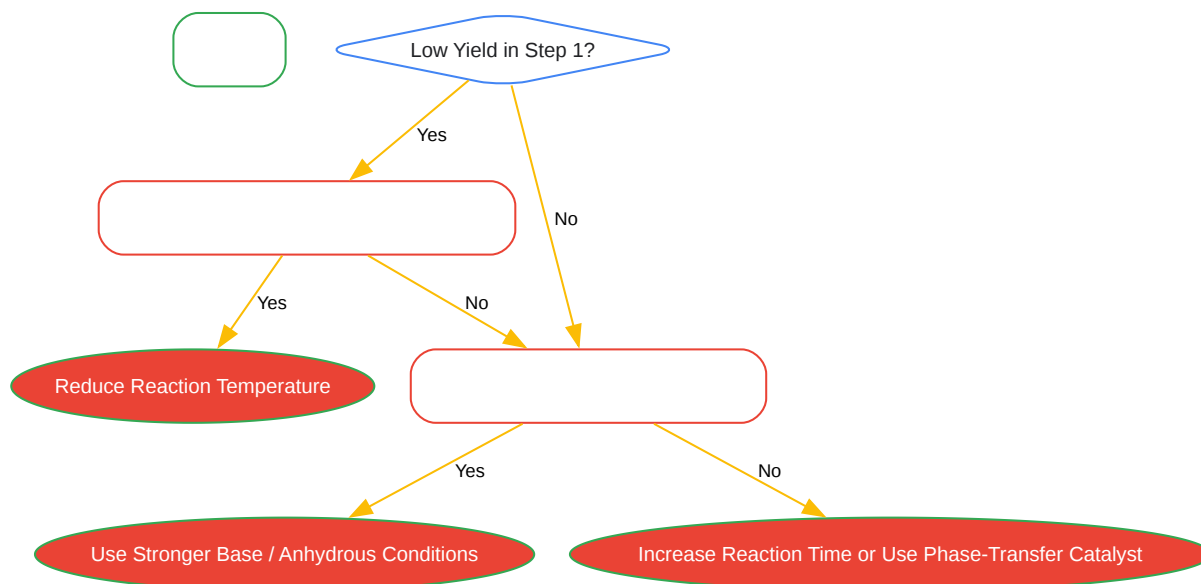 Low Yield in Step 1?
Yes
No
Yes
No
Reduce Reaction Temperature
Yes
No
Use Stronger Base / Anhydrous Conditions
Increase Reaction Time or Use Phase-Transfer Catalyst